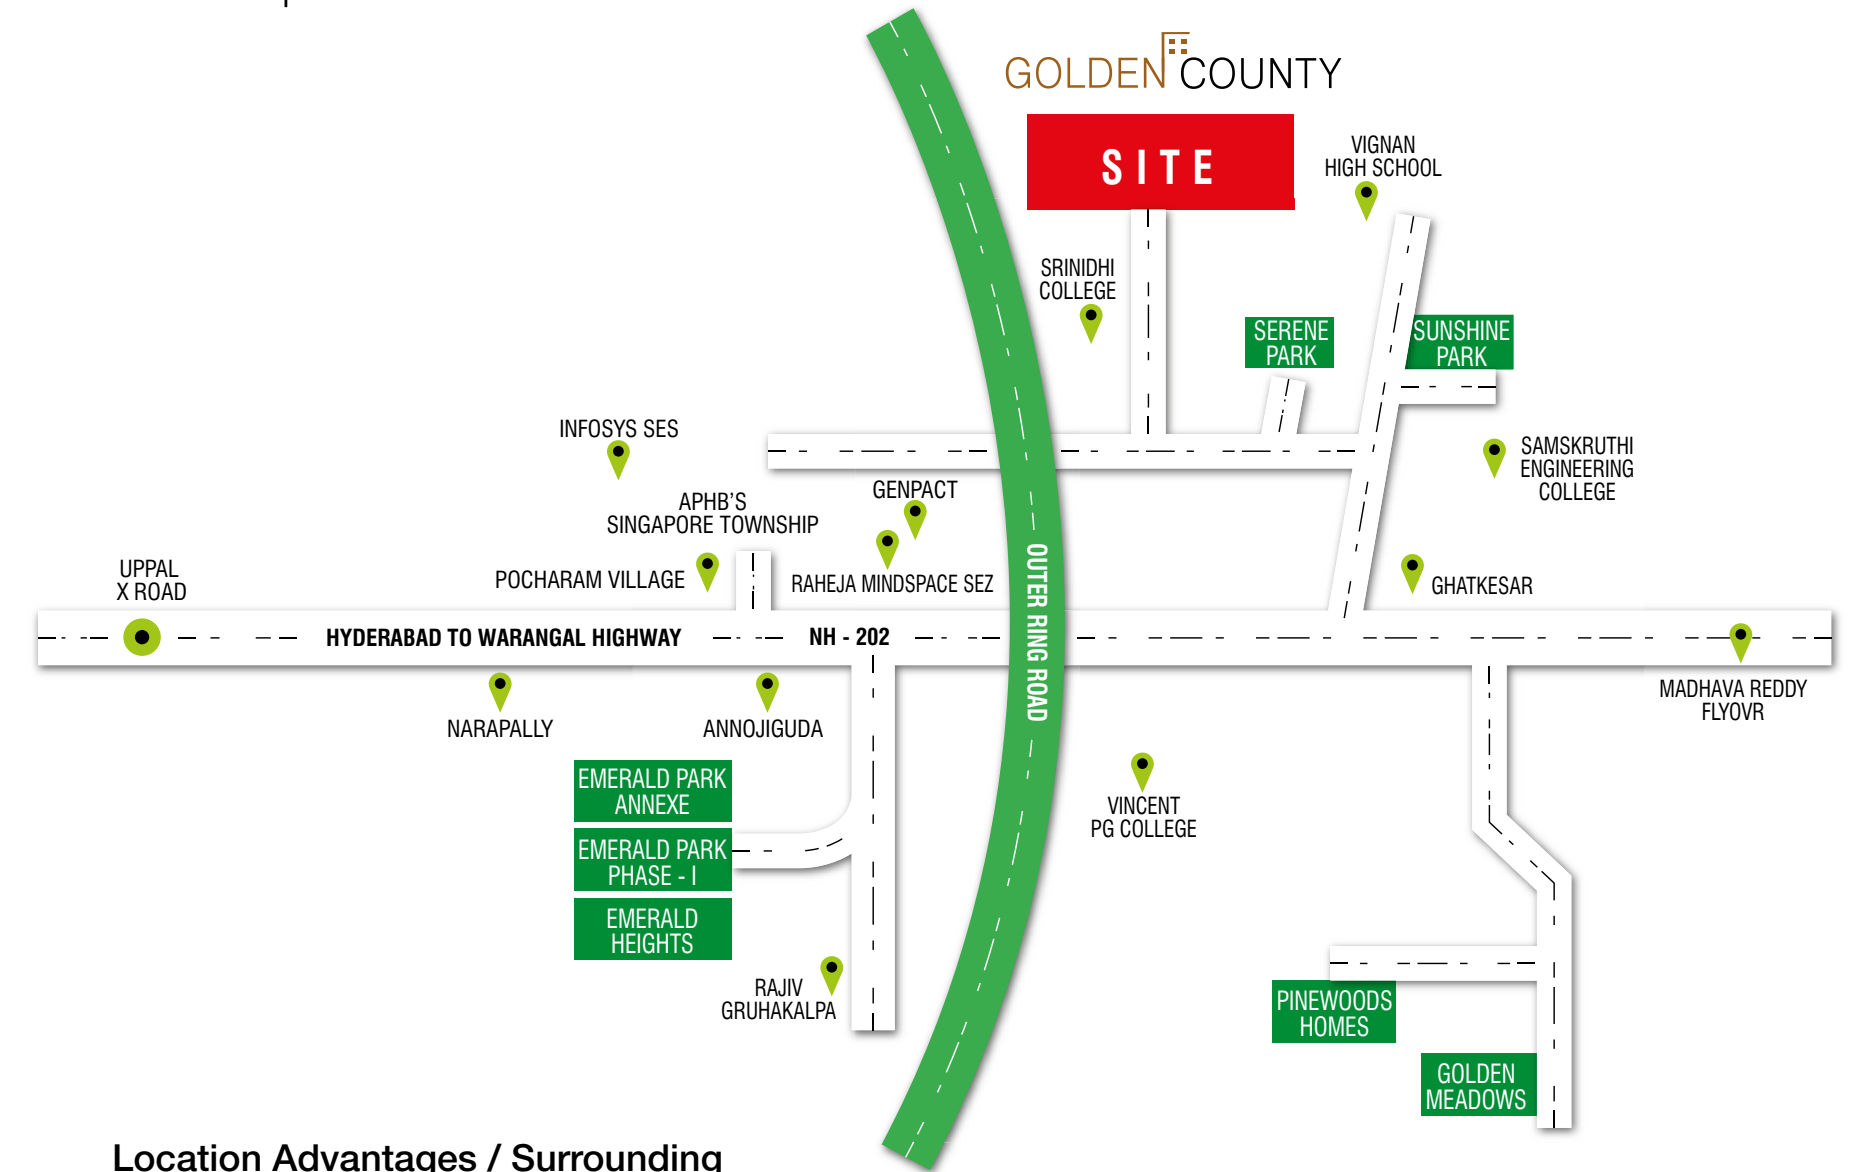 GOLDEN COUNTY
SITE
VIGNAN
HIGH SCHOOL
SRINIDHI
COLLEGE
SERENE
PARK
SUNSHINE
PARK
INFOSYS SES
SAMSKRUTHI
ENGINEERING
COLLEGE
GENPACT
APHB'S
SINGAPORE TOWNSHIP
UPPAL
X ROAD
POCHARAM VILLAGE
RAHEJA MINDSPACE SEZ
GHATKESAR
OUTER RING ROAD
HYDERABAD TO WARANGAL HIGHWAY
NH - 202
NARAPALLY
ANNOJIGUDA
MADHAVA REDDY
FLYOVR
EMERALD PARK
ANNEXE
VINCENT
PG COLLEGE
EMERALD PARK
PHASE - I
EMERALD
HEIGHTS
RAJIV
GRUHAKALPA
PINEWOODS
HOMES
GOLDEN
MEADOWS
Location Advantages / Surrounding